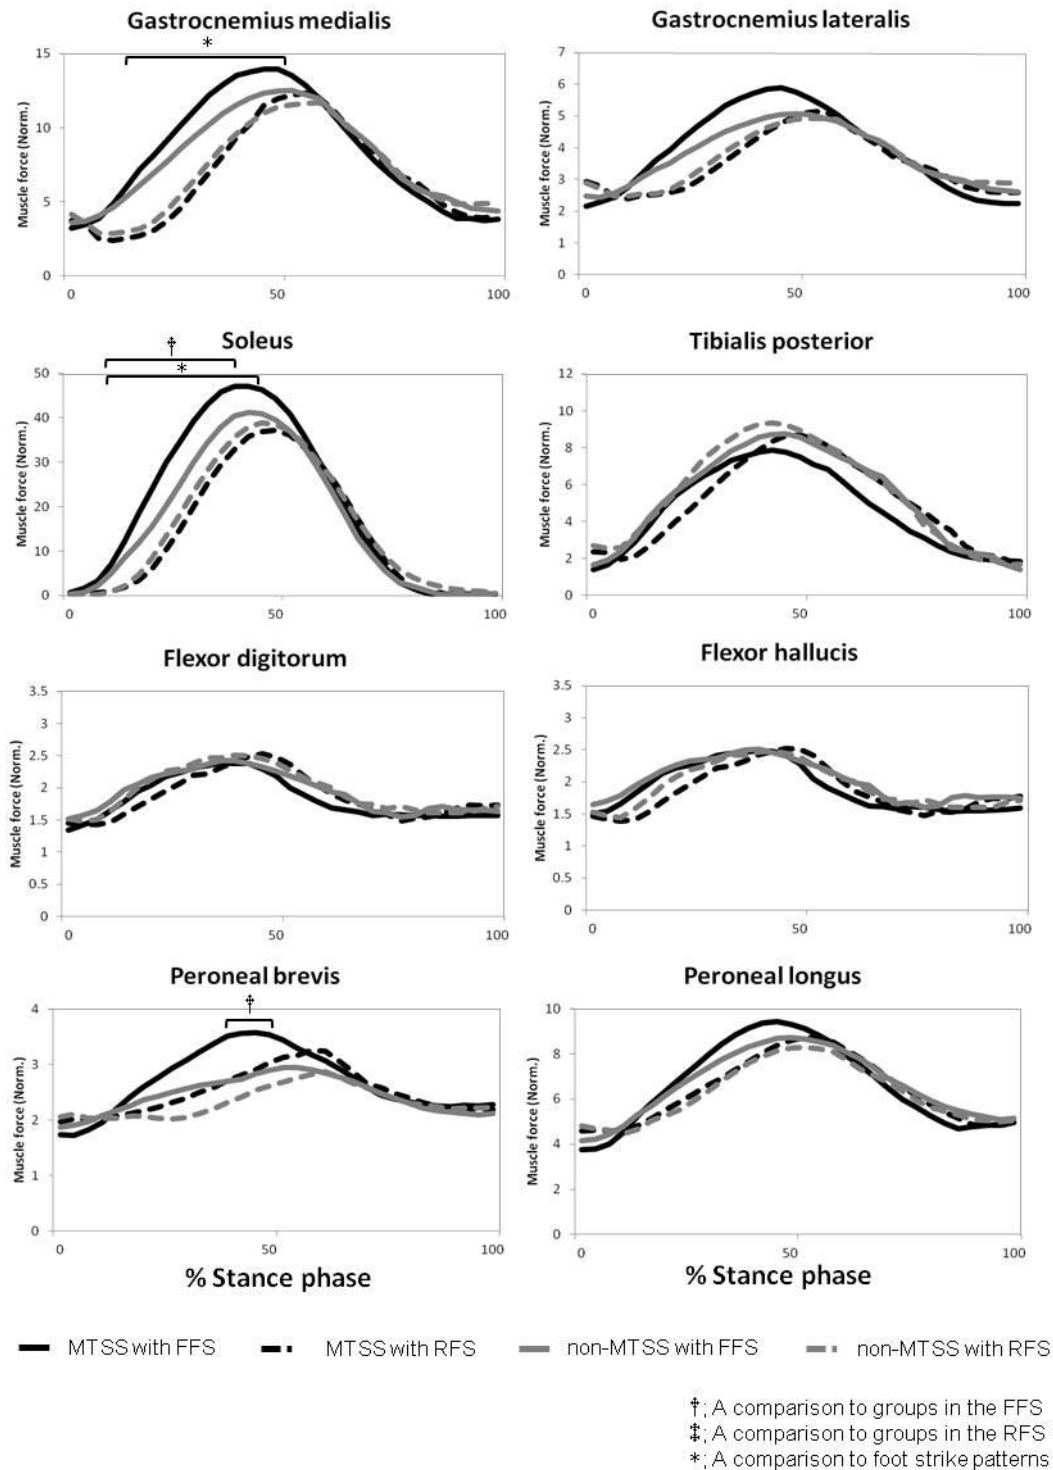 Gastrocnemius medialis
*
15
10
5
0
Muscle force (Norm.)
0 50 100
Gastrocnemius lateralis
7
6
5
4
3
2
1
0
Muscle force (Norm.)
0 50 100
Soleus
†
*
50
40
30
20
10
0
Muscle force (Norm.)
0 50 100
Tibialis posterior
12
10
8
6
4
2
0
Muscle force (Norm.)
0 50 100
Flexor digitorum
3.5
3
2.5
2
1.5
1
0.5
0
Muscle force (Norm.)
0 50 100
Flexor hallucis
3.5
3
2.5
2
1.5
1
0.5
0
Muscle force (Norm.)
0 50 100
Peroneal brevis
†
4
3
2
1
0
Muscle force (Norm.)
0 50 100
% Stance phase
Peroneal longus
10
8
6
4
2
0
Muscle force (Norm.)
0 50 100
% Stance phase
MTSS with FFS MTSS with RFS non-MTSS with FFS non-MTSS with RFS
†; A comparison to groups in the FFS
‡; A comparison to groups in the RFS
*; A comparison to foot strike patterns